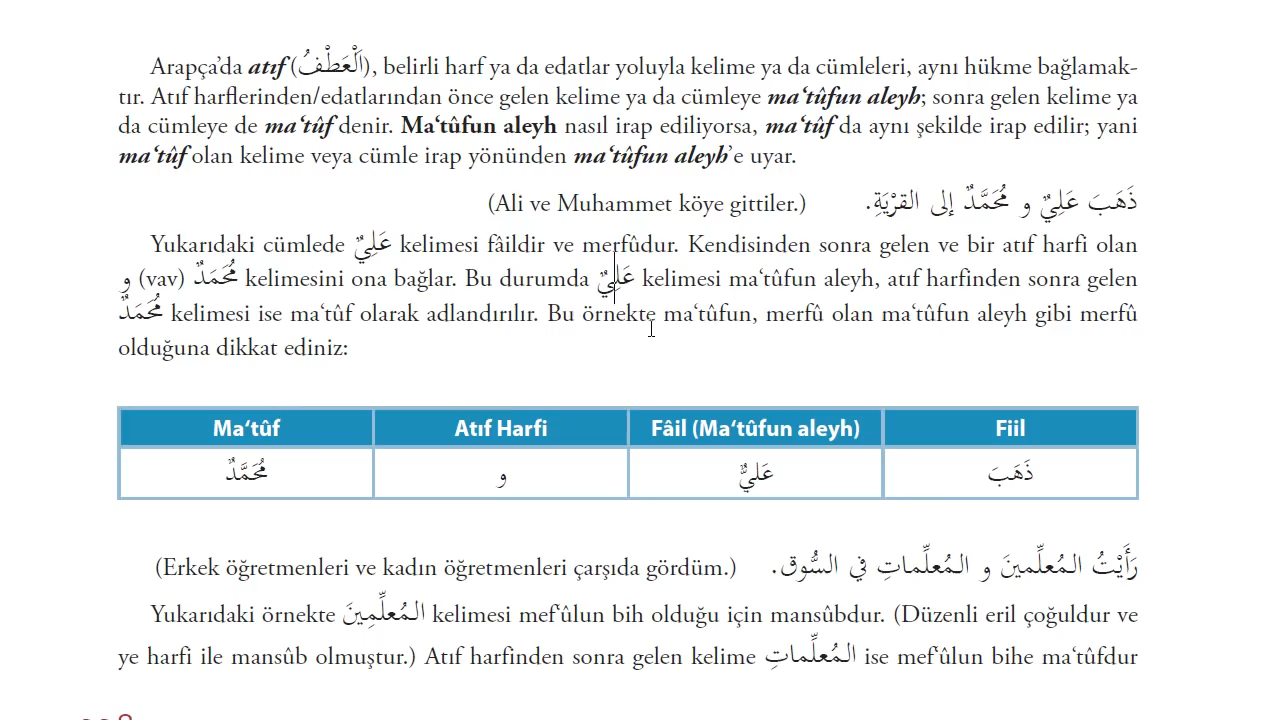 Arapça’da atıf (اَلْعَطْفُ), belirli harf ya da edatlar yoluyla kelime ya da cümleleri, aynı hükme bağlamak-
tır. Atıf harflerinden/edatlarından önce gelen kelime ya da cümleye ma‘tûfun aleyh; sonra gelen kelime ya
da cümleye de ma‘tûf denir. Ma‘tûfun aleyh nasıl irap ediliyorsa, ma‘tûf da aynı şekilde irap edilir; yani
ma‘tûf olan kelime veya cümle irap yönünden ma‘tûfun aleyh’e uyar.
(Ali ve Muhammet köye gittiler.) ذَهَبَ عَلِيٌّ و مُحَمَّدٌ إلى القرْيَةِ.
Yukarıdaki cümlede عَلِيٌّ kelimesi fâildir ve merfûdur. Kendisinden sonra gelen ve bir atıf harfi olan
و (vav) مُحَمَدٌ kelimesini ona bağlar. Bu durumda عَلِيٌّ kelimesi ma‘tûfun aleyh, atıf harfinden sonra gelen
مُحَمَدٌ kelimesi ise ma‘tûf olarak adlandırılır. Bu örnekte ma‘tûfun, merfû olan ma‘tûfun aleyh gibi merfû
olduğuna dikkat ediniz:
Ma‘tûf Atıf Harfi Fâil (Ma‘tûfun aleyh) Fiil
مُحَمَّدٌ و عَليٌّ ذَهَبَ
(Erkek öğretmenleri ve kadın öğretmenleri çarşıda gördüm.) رَأَيْتُ المُعلِّمينَ و المُعلِّماتِ في السُّوق.
Yukarıdaki örnekte المُعلِّمِينَ kelimesi mef‘ûlun bih olduğu için mansûbdur. (Düzenli eril çoğuldur ve
ye harfi ile mansûb olmuştur.) Atıf harfinden sonra gelen kelime المُعلِّماتِ ise mef‘ûlun bihe ma‘tûfdur